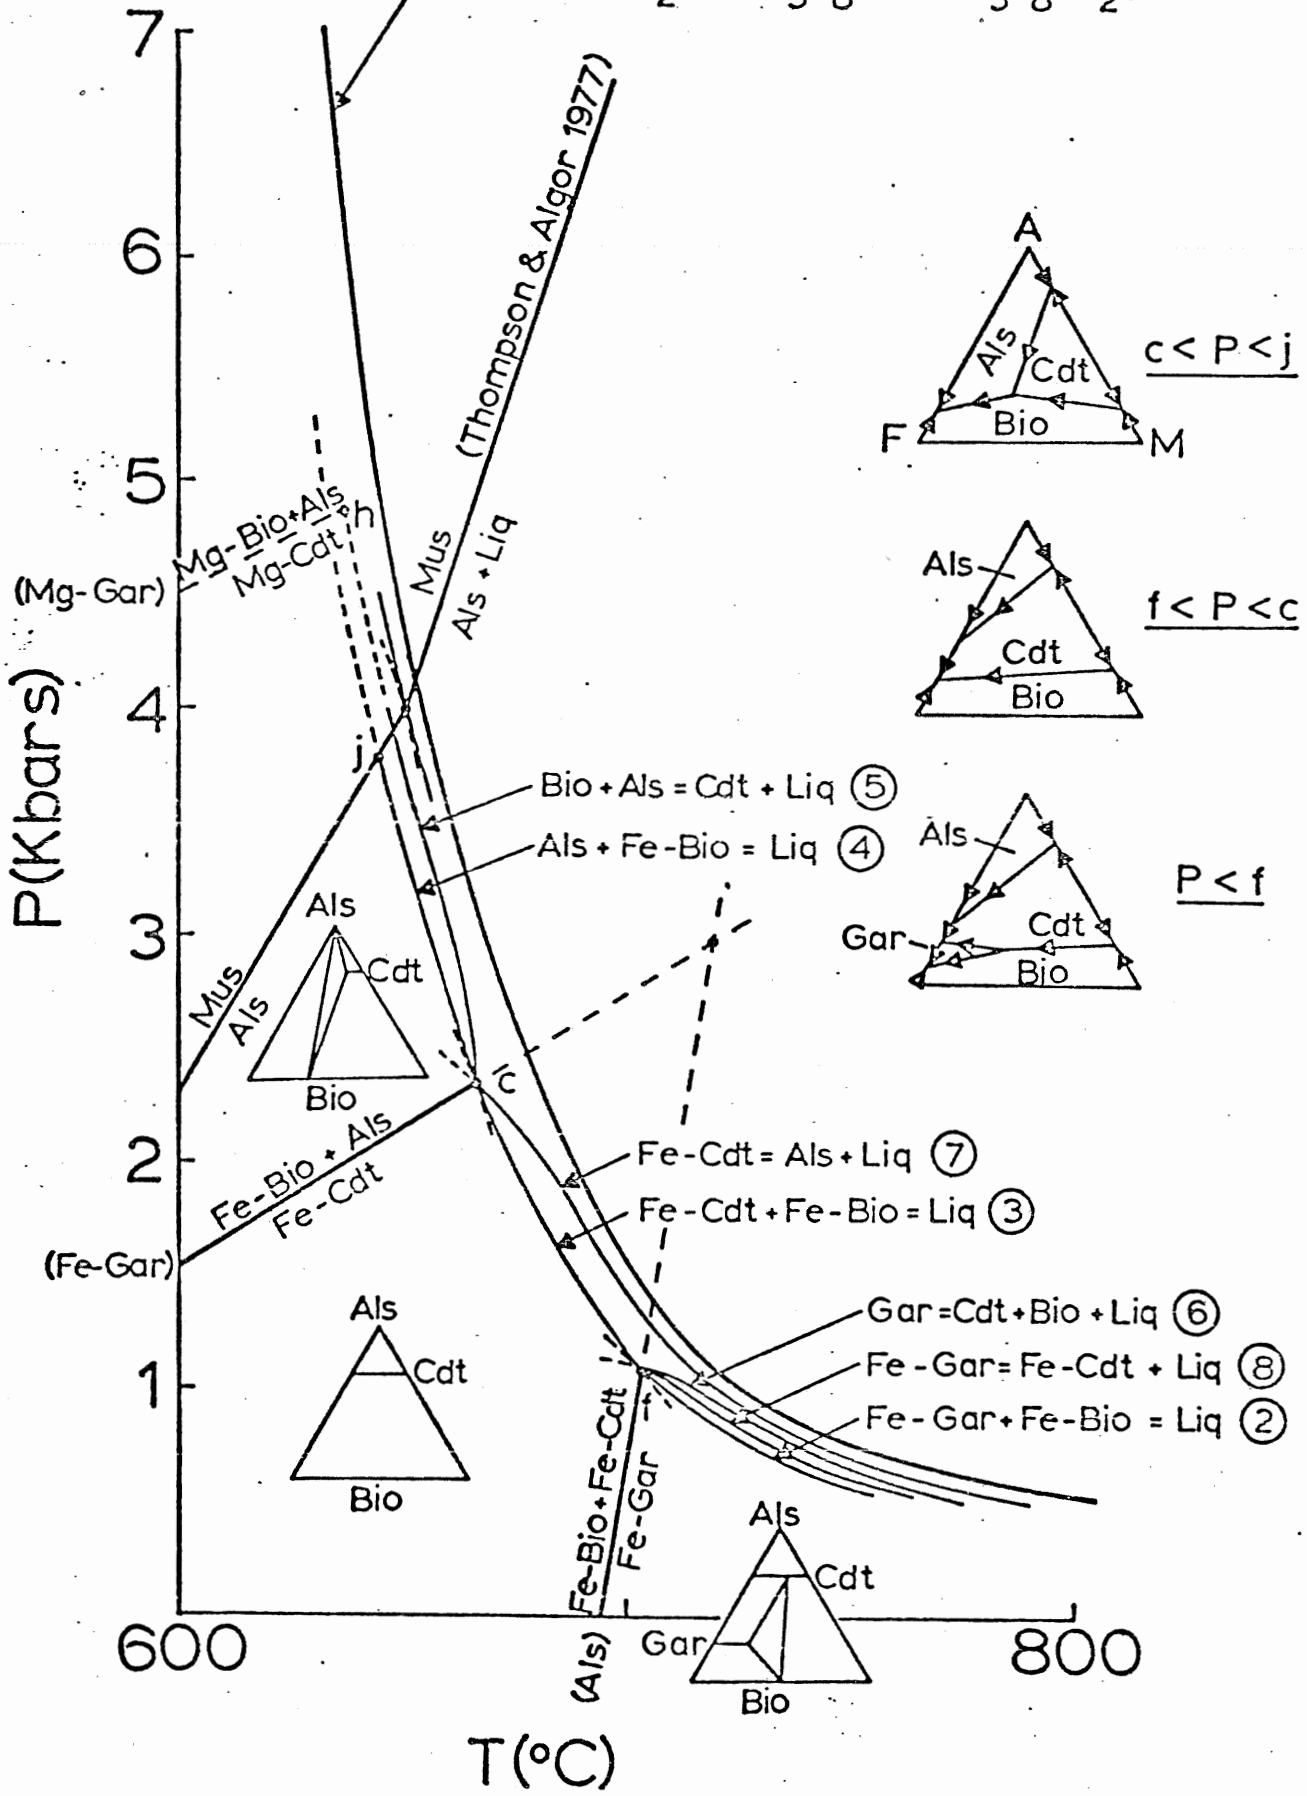 7
6
5
4
3
2
1
P(Kbars)
600
800
T(°C)
(Thompson & Algor 1977)
Mus
Als + Liq
Mg-Bio+Als
Mg-Cdt
h
(Mg-Gar)
j
Bio + Als = Cdt + Liq (5)
Als + Fe-Bio = Liq (4)
Mus
Als
Als
Cdt
Bio
c
Fe-Bio + Als
Fe-Cdt
(Fe-Gar)
Fe-Cdt = Als + Liq (7)
Fe-Cdt + Fe-Bio = Liq (3)
Gar = Cdt + Bio + Liq (6)
Fe-Gar = Fe-Cdt + Liq (8)
Fe-Gar + Fe-Bio = Liq (2)
Als
Cdt
Bio
f
Fe-Bio + Fe-Cdt
Fe-Gar
(Als)
Als
Cdt
Gar
Bio
A
Als
Cdt
Bio
F
M
c < P < j
Als
Cdt
Bio
f < P < c
Als
Gar
Cdt
Bio
P < f